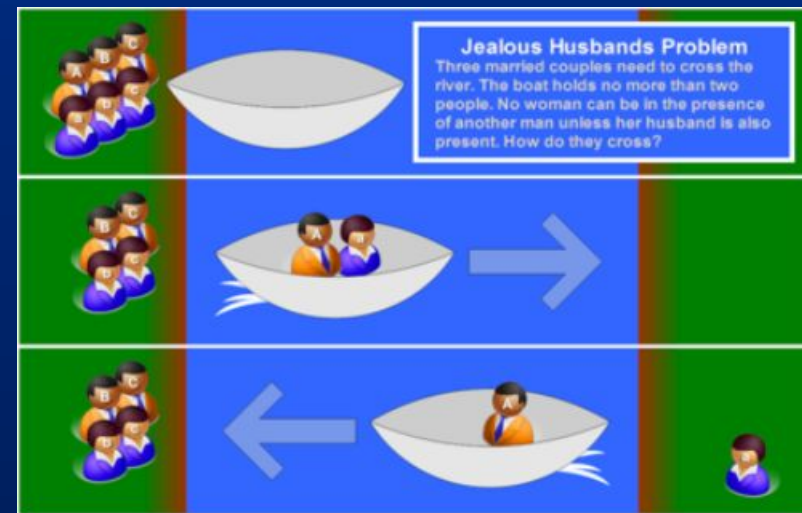 Jealous Husbands Problem
Three married couples need to cross the
river. The boat holds no more than two
people. No woman can be in the presence
of another man unless her husband is also
present. How do they cross?
A B C
a b c
B C
b c
A a
B C
b c
A
a